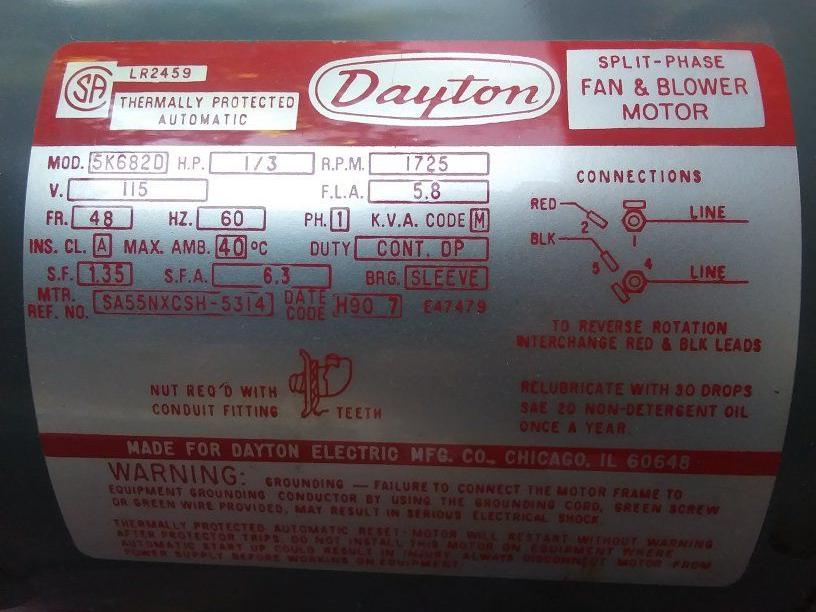 SA LR2459
THERMALLY PROTECTED
AUTOMATIC
Dayton
SPLIT-PHASE
FAN & BLOWER
MOTOR
MOD. 5K682D H.P. 1/3 R.P.M. 1725
V. 115 F.L.A. 5.8
FR. 48 HZ. 60 PH. 1 K.V.A. CODE M
INS. CL. A MAX. AMB. 40 °C DUTY CONT. DP
S.F. 1.35 S.F.A. 6.3 BRG. SLEEVE
MTR. REF. NO. SA55NXCSH-5314 DATE CODE H90 7 E47479
CONNECTIONS
RED 2 1 LINE
BLK 5 4 LINE
TO REVERSE ROTATION
INTERCHANGE RED & BLK LEADS
NUT REQ'D WITH
CONDUIT FITTING TEETH
RELUBRICATE WITH 30 DROPS
SAE 20 NON-DETERGENT OIL
ONCE A YEAR.
MADE FOR DAYTON ELECTRIC MFG. CO., CHICAGO, IL 60648
WARNING: GROUNDING — FAILURE TO CONNECT THE MOTOR FRAME TO
EQUIPMENT GROUNDING CONDUCTOR BY USING THE GROUNDING CORD, GREEN SCREW
OR GREEN WIRE PROVIDED, MAY RESULT IN SERIOUS ELECTRICAL SHOCK.
THERMALLY PROTECTED AUTOMATIC RESET: MOTOR WILL RESTART WITHOUT WARNING
AFTER PROTECTOR TRIPS. DO NOT INSTALL THIS MOTOR ON EQUIPMENT WHERE
AUTOMATIC START UP COULD RESULT IN INJURY. ALWAYS DISCONNECT MOTOR FROM
POWER SUPPLY BEFORE WORKING ON EQUIPMENT.